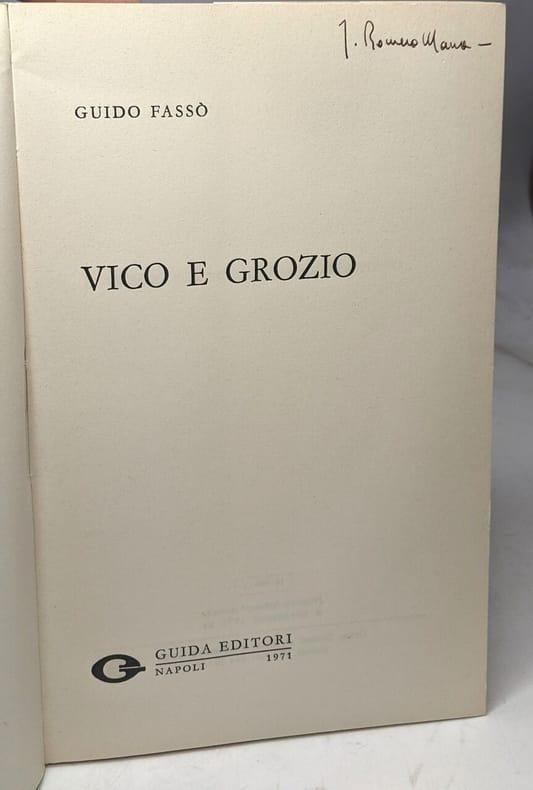 J. Romero Maura –
GUIDO FASSÒ
VICO E GROZIO
GUIDA EDITORI
NAPOLI 1971